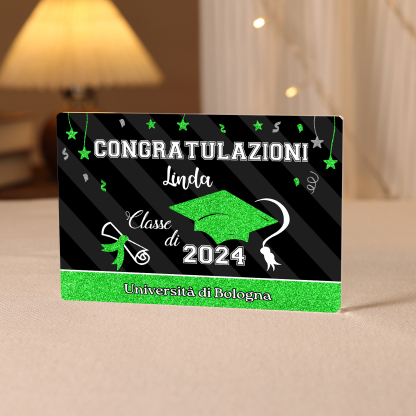 CONGRATULAZIONI
Linda
Classe
di
2024
Università di Bologna